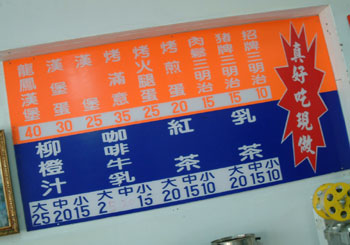 真好吃現做
招牌三明治 10
豬牌三明治 15
肉鬆三明治 15
烤煎蛋 20
烤火腿蛋 25
烤滿意 35
漢堡 25
漢堡蛋 30
龍鳳漢堡 40
乳茶
大中小
20 15 10
紅茶
大中小
20 15 10
咖啡牛乳
大中小
15
柳橙汁
大中小
25 20 15